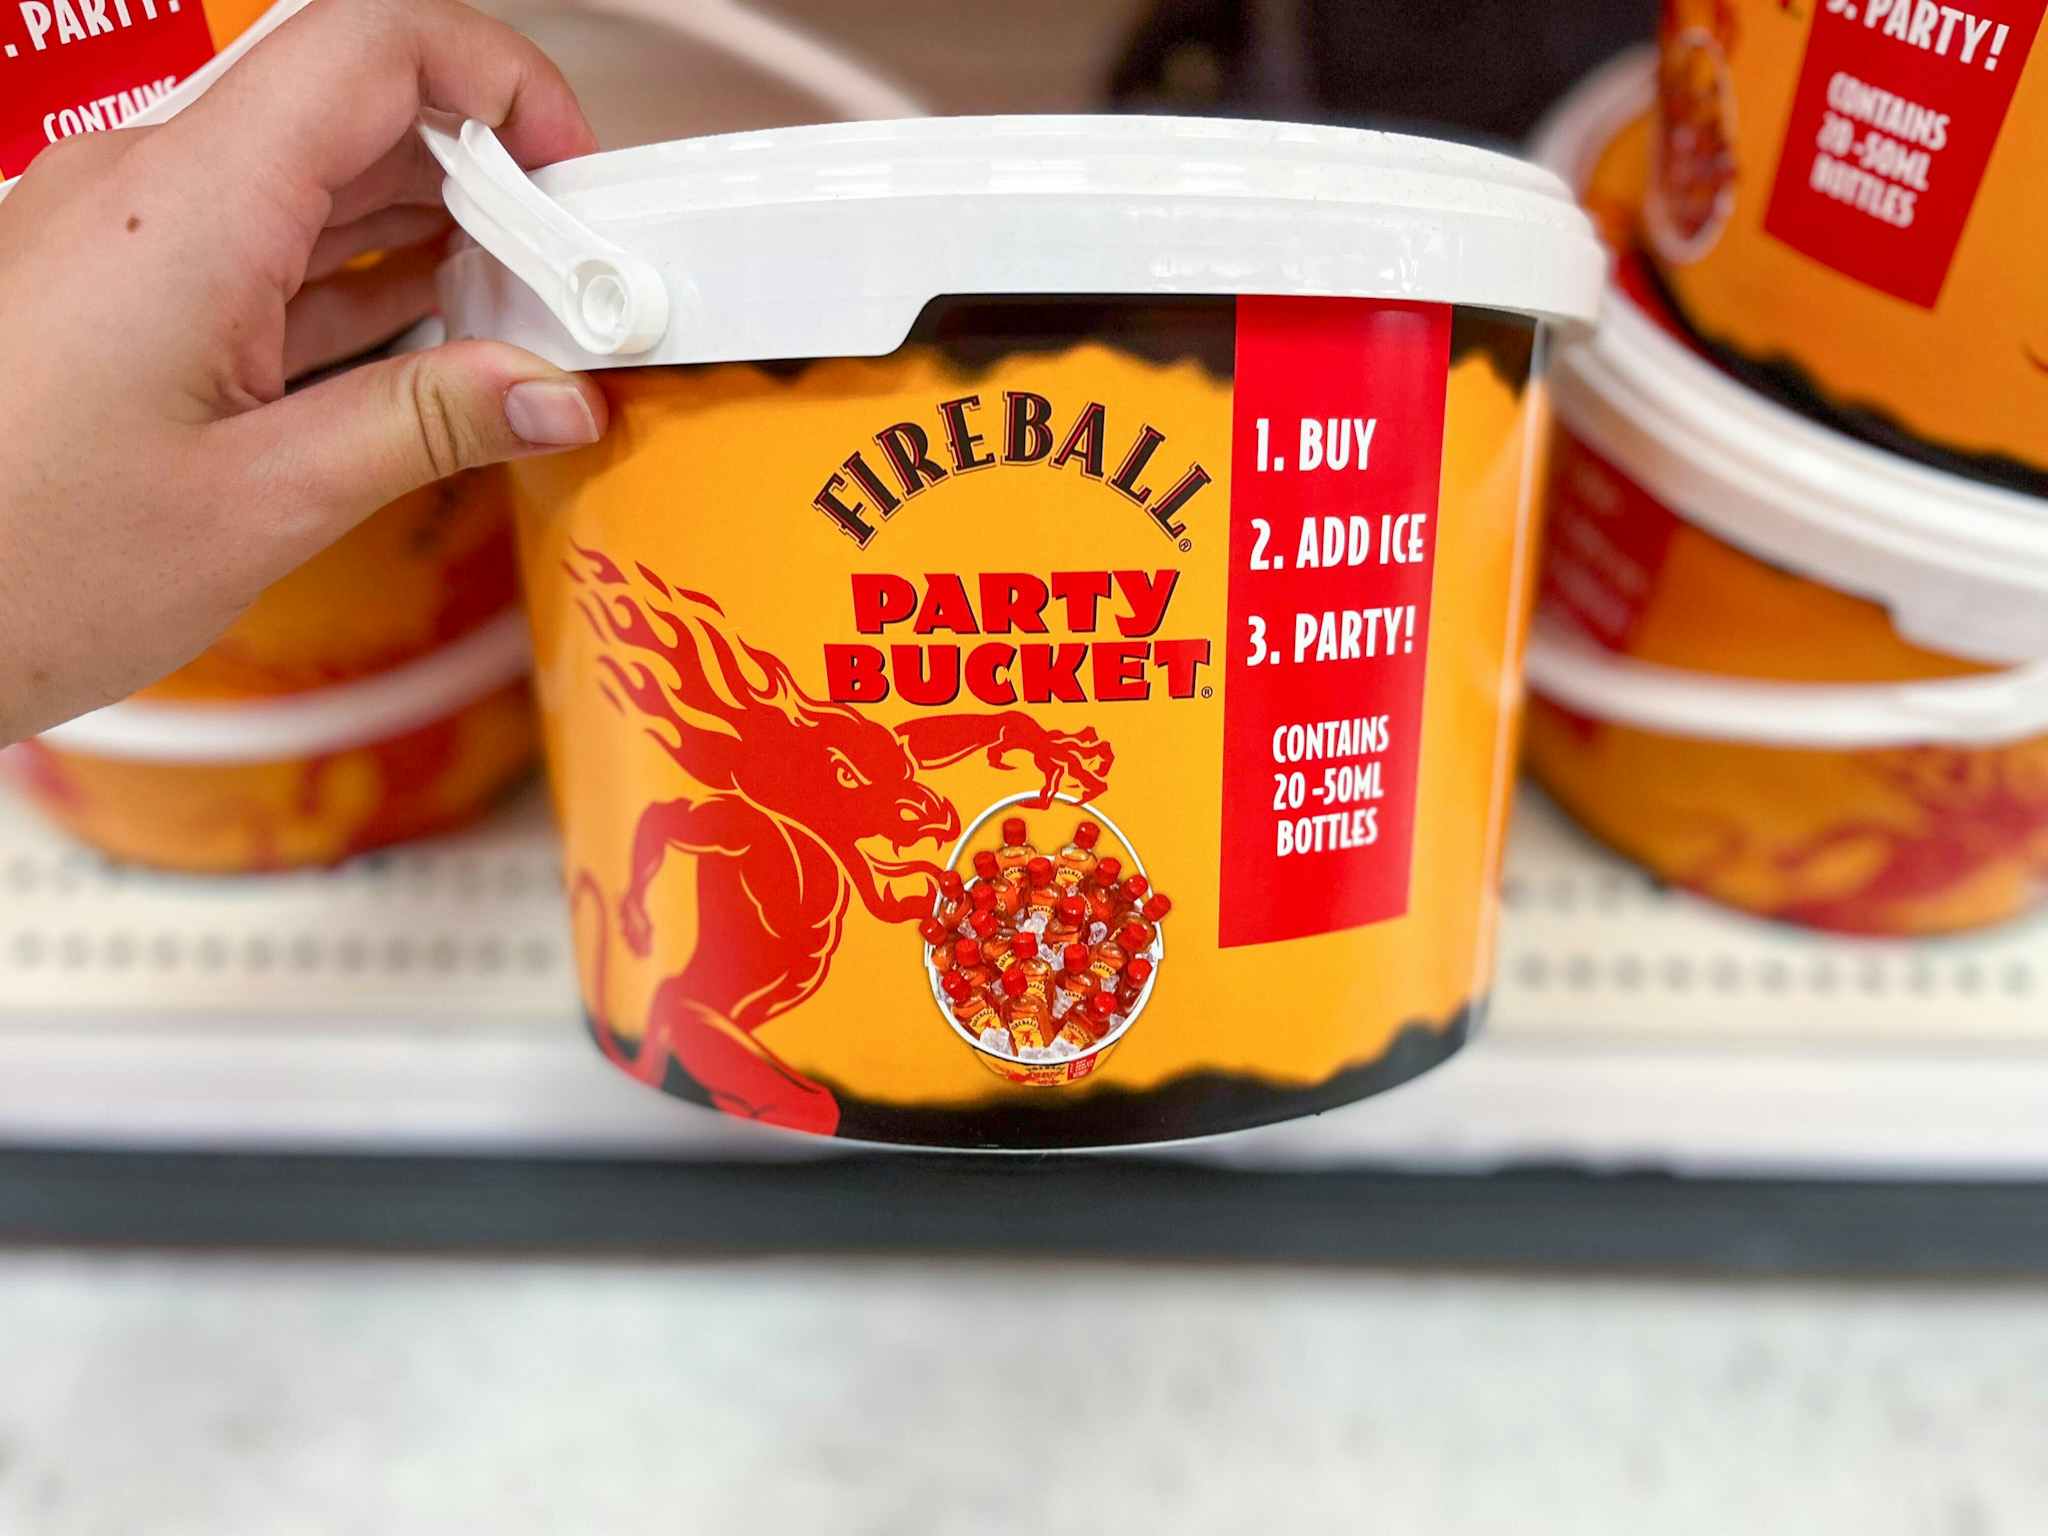 . PARTY!
CONTAINS
FIREBALL®
PARTY
BUCKET®
1. BUY
2. ADD ICE
3. PARTY!
CONTAINS
20 -50ML
BOTTLES
3. PARTY!
CONTAINS
20 -50ML
BOTTLES